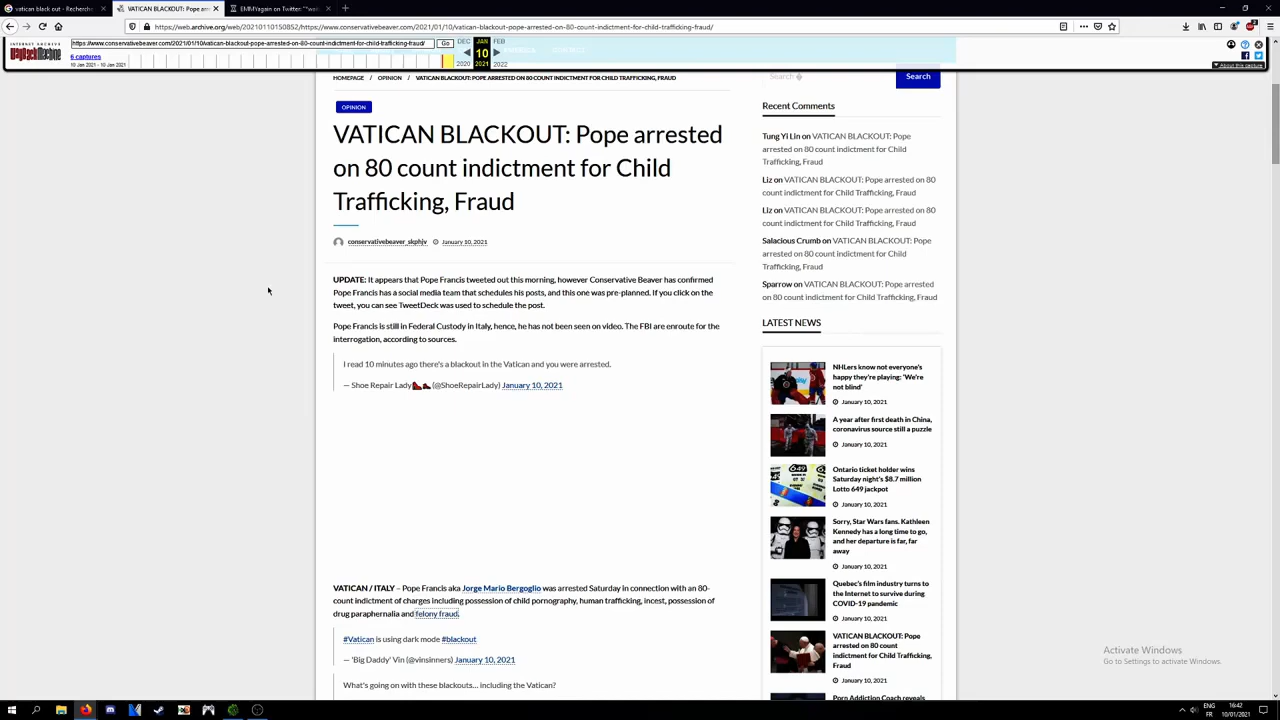 vatican black out - Recherche
VATICAN BLACKOUT: Pope arres
EMMYagain on Twitter: "wabu
https://web.archive.org/web/20210110150852/https://www.conservativebeaver.com/2021/01/10/vatican-blackout-pope-arrested-on-80-count-indictment-for-child-trafficking-fraud/
INTERNET ARCHIVE
WayBackMachine
https://www.conservativebeaver.com/2021/01/10/vatican-blackout-pope-arrested-on-80-count-indictment-for-child-trafficking-fraud/
Go
DEC JAN FEB
10
2020 2021 2022
6 captures
10 Jan 2021 - 10 Jan 2021
About this capture
HOMEPAGE / OPINION / VATICAN BLACKOUT: POPE ARRESTED ON 80 COUNT INDICTMENT FOR CHILD TRAFFICKING, FRAUD
Search
Search
OPINION
VATICAN BLACKOUT: Pope arrested
on 80 count indictment for Child
Trafficking, Fraud
conservativebeaver_skphjv January 10, 2021
UPDATE: It appears that Pope Francis tweeted out this morning, however Conservative Beaver has confirmed
Pope Francis has a social media team that schedules his posts, and this one was pre-planned. If you click on the
tweet, you can see TweetDeck was used to schedule the post.
Pope Francis is still in Federal Custody in Italy, hence, he has not been seen on video. The FBI are enroute for the
interrogation, according to sources.
I read 10 minutes ago there's a blackout in the Vatican and you were arrested.
— Shoe Repair Lady (@ShoeRepairLady) January 10, 2021
VATICAN / ITALY – Pope Francis aka Jorge Mario Bergoglio was arrested Saturday in connection with an 80-
count indictment of charges including possession of child pornography, human trafficking, incest, possession of
drug paraphernalia and felony fraud.
#Vatican is using dark mode #blackout
— 'Big Daddy' Vin (@vinsinners) January 10, 2021
What's going on with these blackouts... including the Vatican?
Recent Comments
Tung Yi Lin on VATICAN BLACKOUT: Pope
arrested on 80 count indictment for Child
Trafficking, Fraud
Liz on VATICAN BLACKOUT: Pope arrested on 80
count indictment for Child Trafficking, Fraud
Liz on VATICAN BLACKOUT: Pope arrested on 80
count indictment for Child Trafficking, Fraud
Salacious Crumb on VATICAN BLACKOUT: Pope
arrested on 80 count indictment for Child
Trafficking, Fraud
Sparrow on VATICAN BLACKOUT: Pope arrested
on 80 count indictment for Child Trafficking, Fraud
LATEST NEWS
NHLers know not everyone's
happy they're playing: 'We're
not blind'
January 10, 2021
A year after first death in China,
coronavirus source still a puzzle
January 10, 2021
Ontario ticket holder wins
Saturday night's $8.7 million
Lotto 649 jackpot
January 10, 2021
Sorry, Star Wars fans. Kathleen
Kennedy has a long time to go,
and her departure is far, far
away
January 10, 2021
Quebec's film industry turns to
the Internet to survive during
COVID-19 pandemic
January 10, 2021
VATICAN BLACKOUT: Pope
arrested on 80 count
indictment for Child Trafficking,
Fraud
January 10, 2021
Porn Addiction Coach reveals
Activate Windows
Go to Settings to activate Windows.
ENG
FR
16:42
10/01/2021